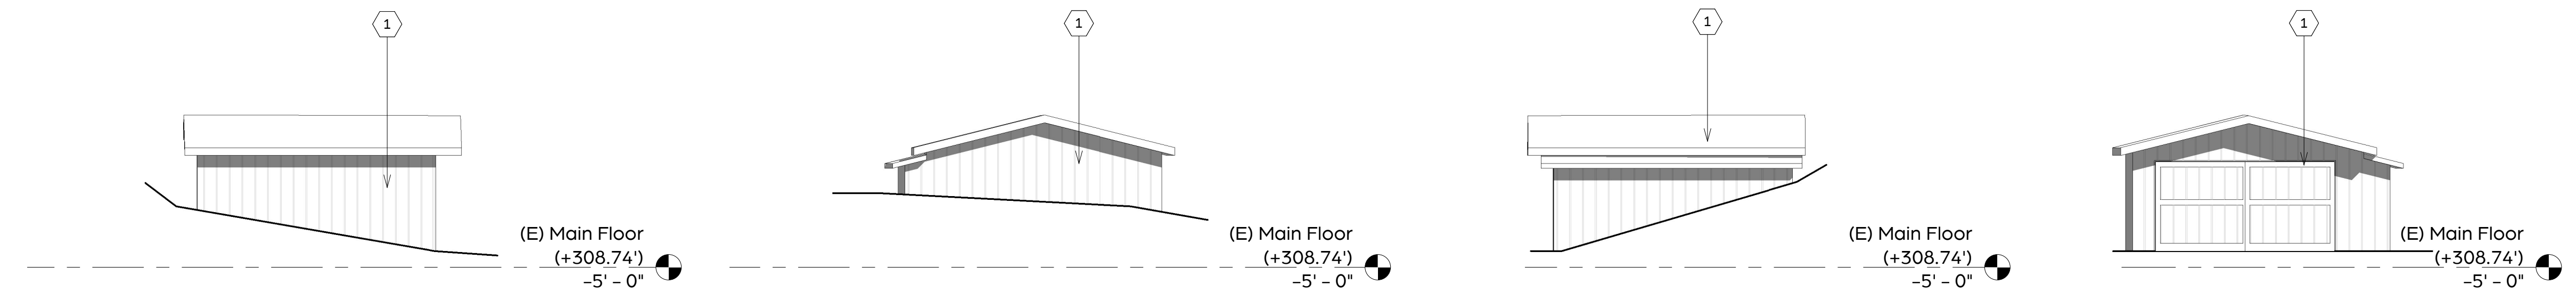 1
(E) Main Floor
(+308.74')
-5' - 0"
1
(E) Main Floor
(+308.74')
-5' - 0"
1
(E) Main Floor
(+308.74')
-5' - 0"
1
(E) Main Floor
(+308.74')
-5' - 0"